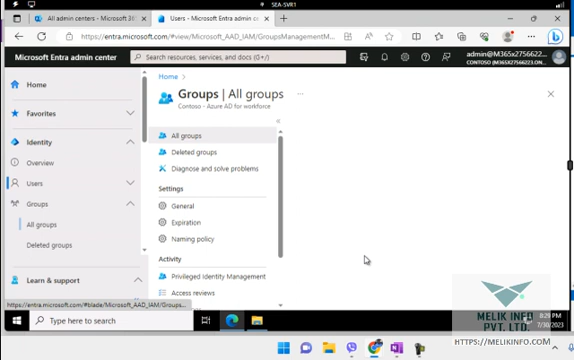 SEA-SVR1
All admin centers - Microsoft 365
Users - Microsoft Entra admin c
https://entra.microsoft.com/#view/Microsoft_AAD_IAM/GroupsManagementM...
Microsoft Entra admin center
Search resources, services, and docs (G+/)
admin@M365x2756622...
CONTOSO (M365X27566223.ON...
Home
Favorites
Identity
Overview
Users
Groups
All groups
Deleted groups
Learn & support
https://entra.microsoft.com/#blade/Microsoft_AAD_IAM/Groups...
Home >
Groups | All groups
...
Contoso - Azure AD for workforce
All groups
Deleted groups
Diagnose and solve problems
Settings
General
Expiration
Naming policy
Activity
Privileged Identity Management
Access reviews
Type here to search
8:29 PM
7/30/2023
MELIK INFO
PVT. LTD.
HTTPS://MELIKINFO.COM